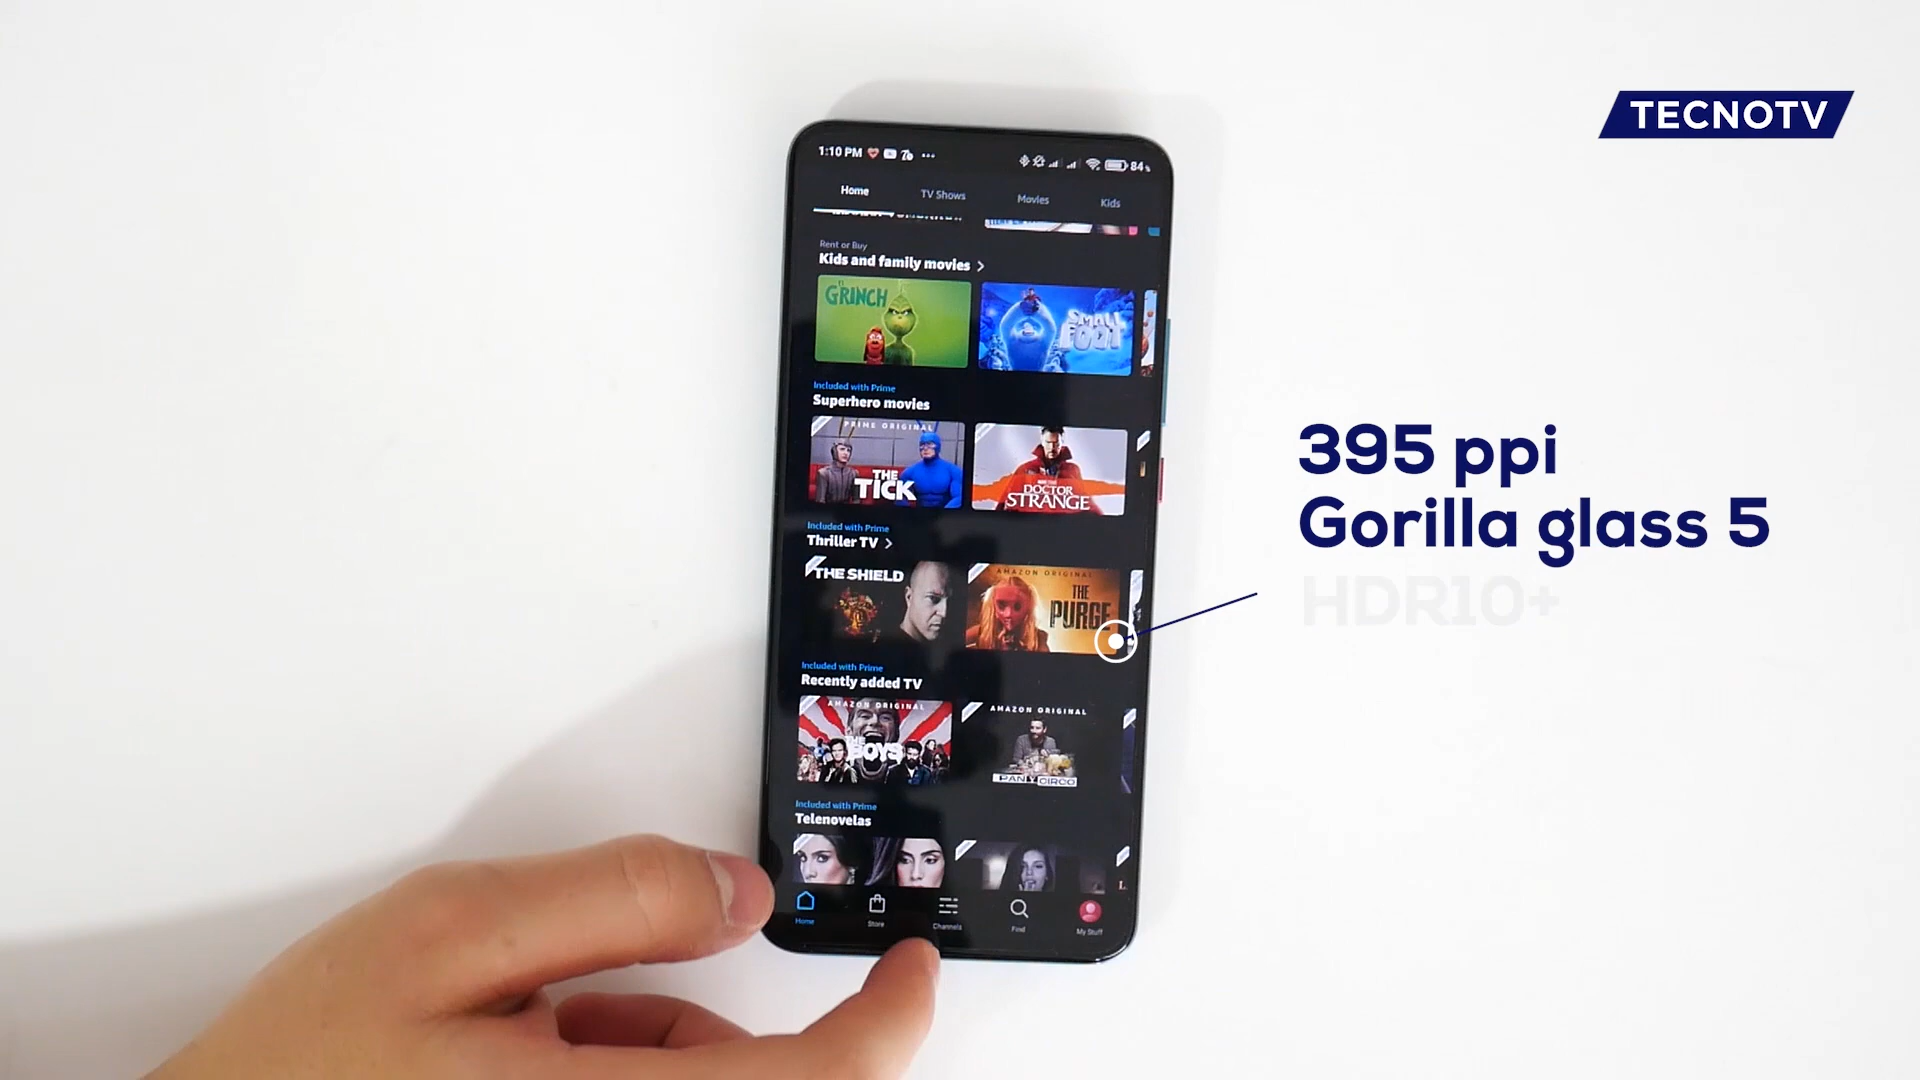 TECNOTV
1:10 PM
84%
Home
TV Shows
Movies
Kids
Rent or Buy
Kids and family movies >
GRINCH
SMALL FOOT
Included with Prime
Superhero movies
PRIME ORIGINAL
THE TICK
DOCTOR STRANGE
Included with Prime
Thriller TV >
THE SHIELD
AMAZON ORIGINAL
THE PURGE
Included with Prime
Recently added TV
AMAZON ORIGINAL
THE BOYS
AMAZON ORIGINAL
PAN Y CIRCO
Included with Prime
Telenovelas
Home
Store
Channels
Find
My Stuff
395 ppi
Gorilla glass 5
HDR10+